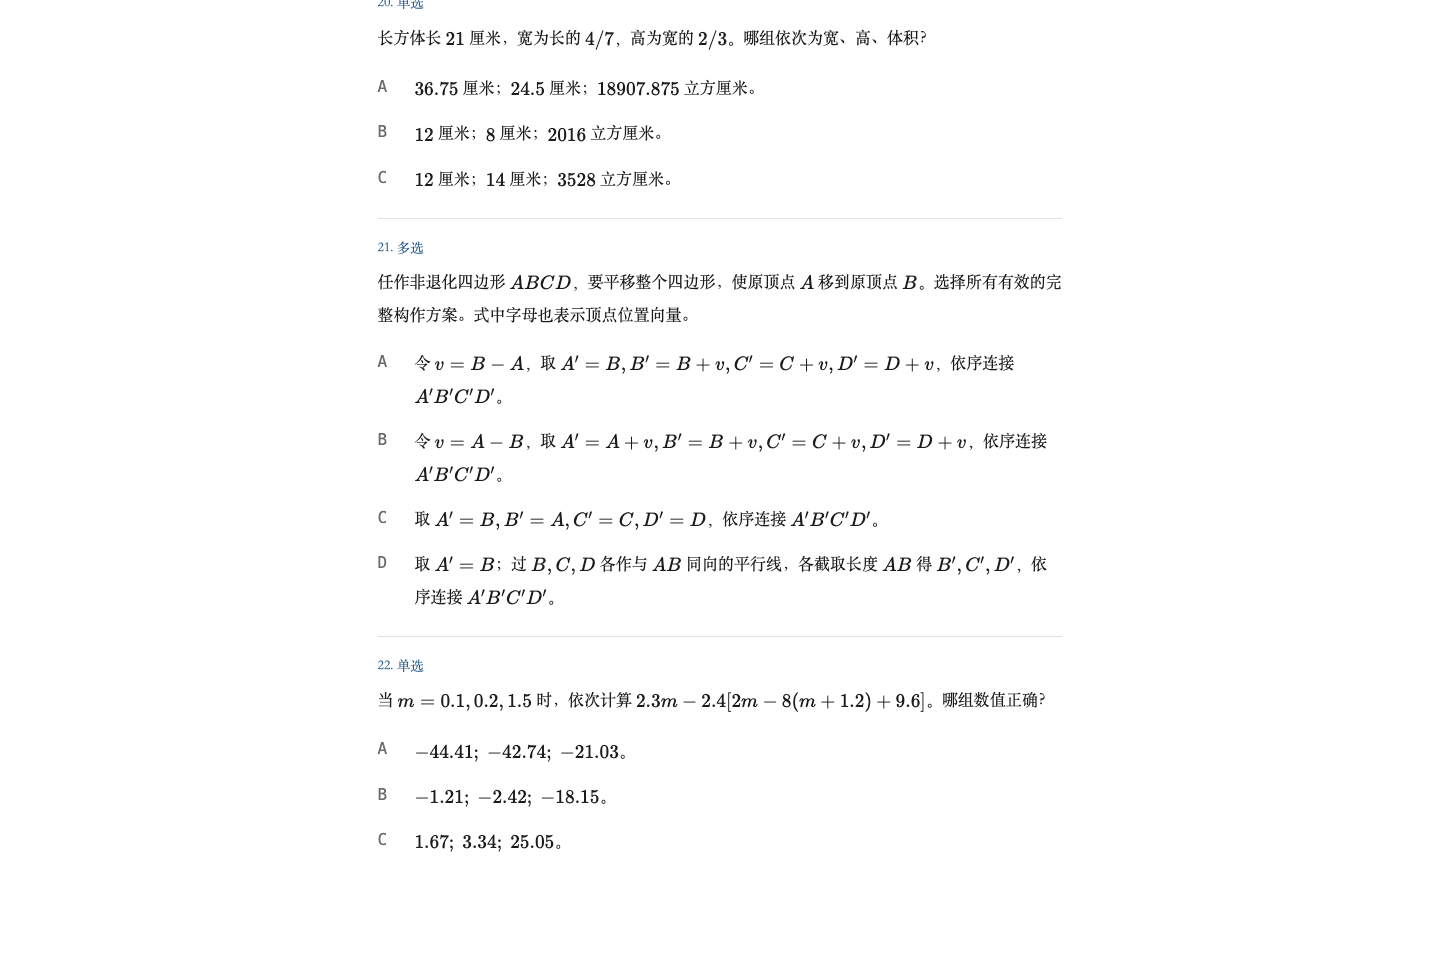 20. 单选
长方体长 21 厘米，宽为长的 4/7，高为宽的 2/3。哪组依次为宽、高、体积？
A 36.75 厘米；24.5 厘米；18907.875 立方厘米。
B 12 厘米；8 厘米；2016 立方厘米。
C 12 厘米；14 厘米；3528 立方厘米。
21. 多选
任作非退化四边形 ABCD，要平移整个四边形，使原顶点 A 移到原顶点 B。选择所有有效的完
整构作方案。式中字母也表示顶点位置向量。
A 令 v = B − A，取 A′ = B, B′ = B + v, C′ = C + v, D′ = D + v，依序连接
A′B′C′D′。
B 令 v = A − B，取 A′ = A + v, B′ = B + v, C′ = C + v, D′ = D + v，依序连接
A′B′C′D′。
C 取 A′ = B, B′ = A, C′ = C, D′ = D，依序连接 A′B′C′D′。
D 取 A′ = B；过 B, C, D 各作与 AB 同向的平行线，各截取长度 AB 得 B′, C′, D′，依
序连接 A′B′C′D′。
22. 单选
当 m = 0.1, 0.2, 1.5 时，依次计算 2.3m − 2.4[2m − 8(m + 1.2) + 9.6]。哪组数值正确？
A −44.41; −42.74; −21.03。
B −1.21; −2.42; −18.15。
C 1.67; 3.34; 25.05。